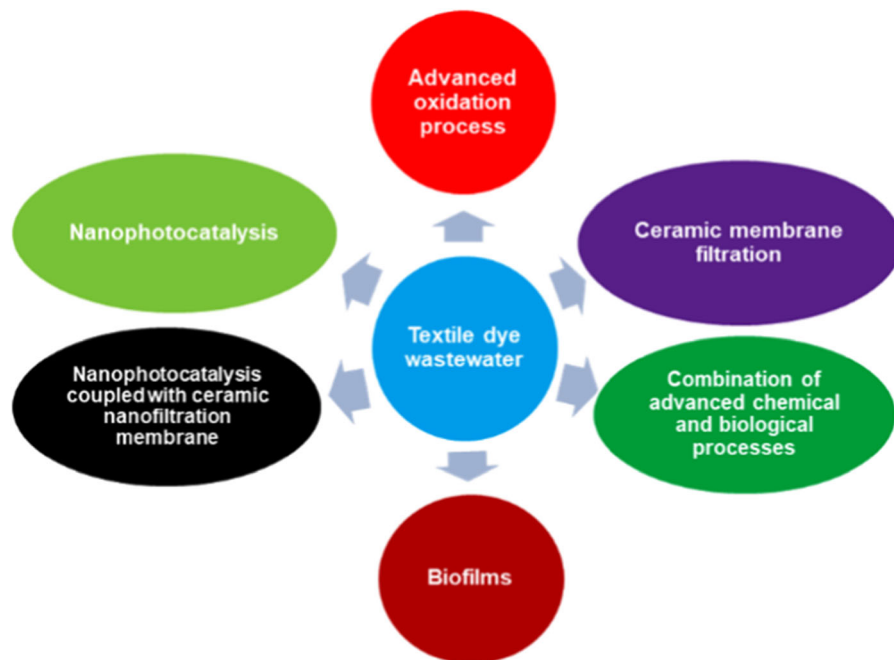 Advanced
oxidation
process
Nanophotocatalysis
Ceramic membrane
filtration
Textile dye
wastewater
Nanophotocatalysis
coupled with ceramic
nanofiltration
membrane
Combination of
advanced chemical
and biological
processes
Biofilms